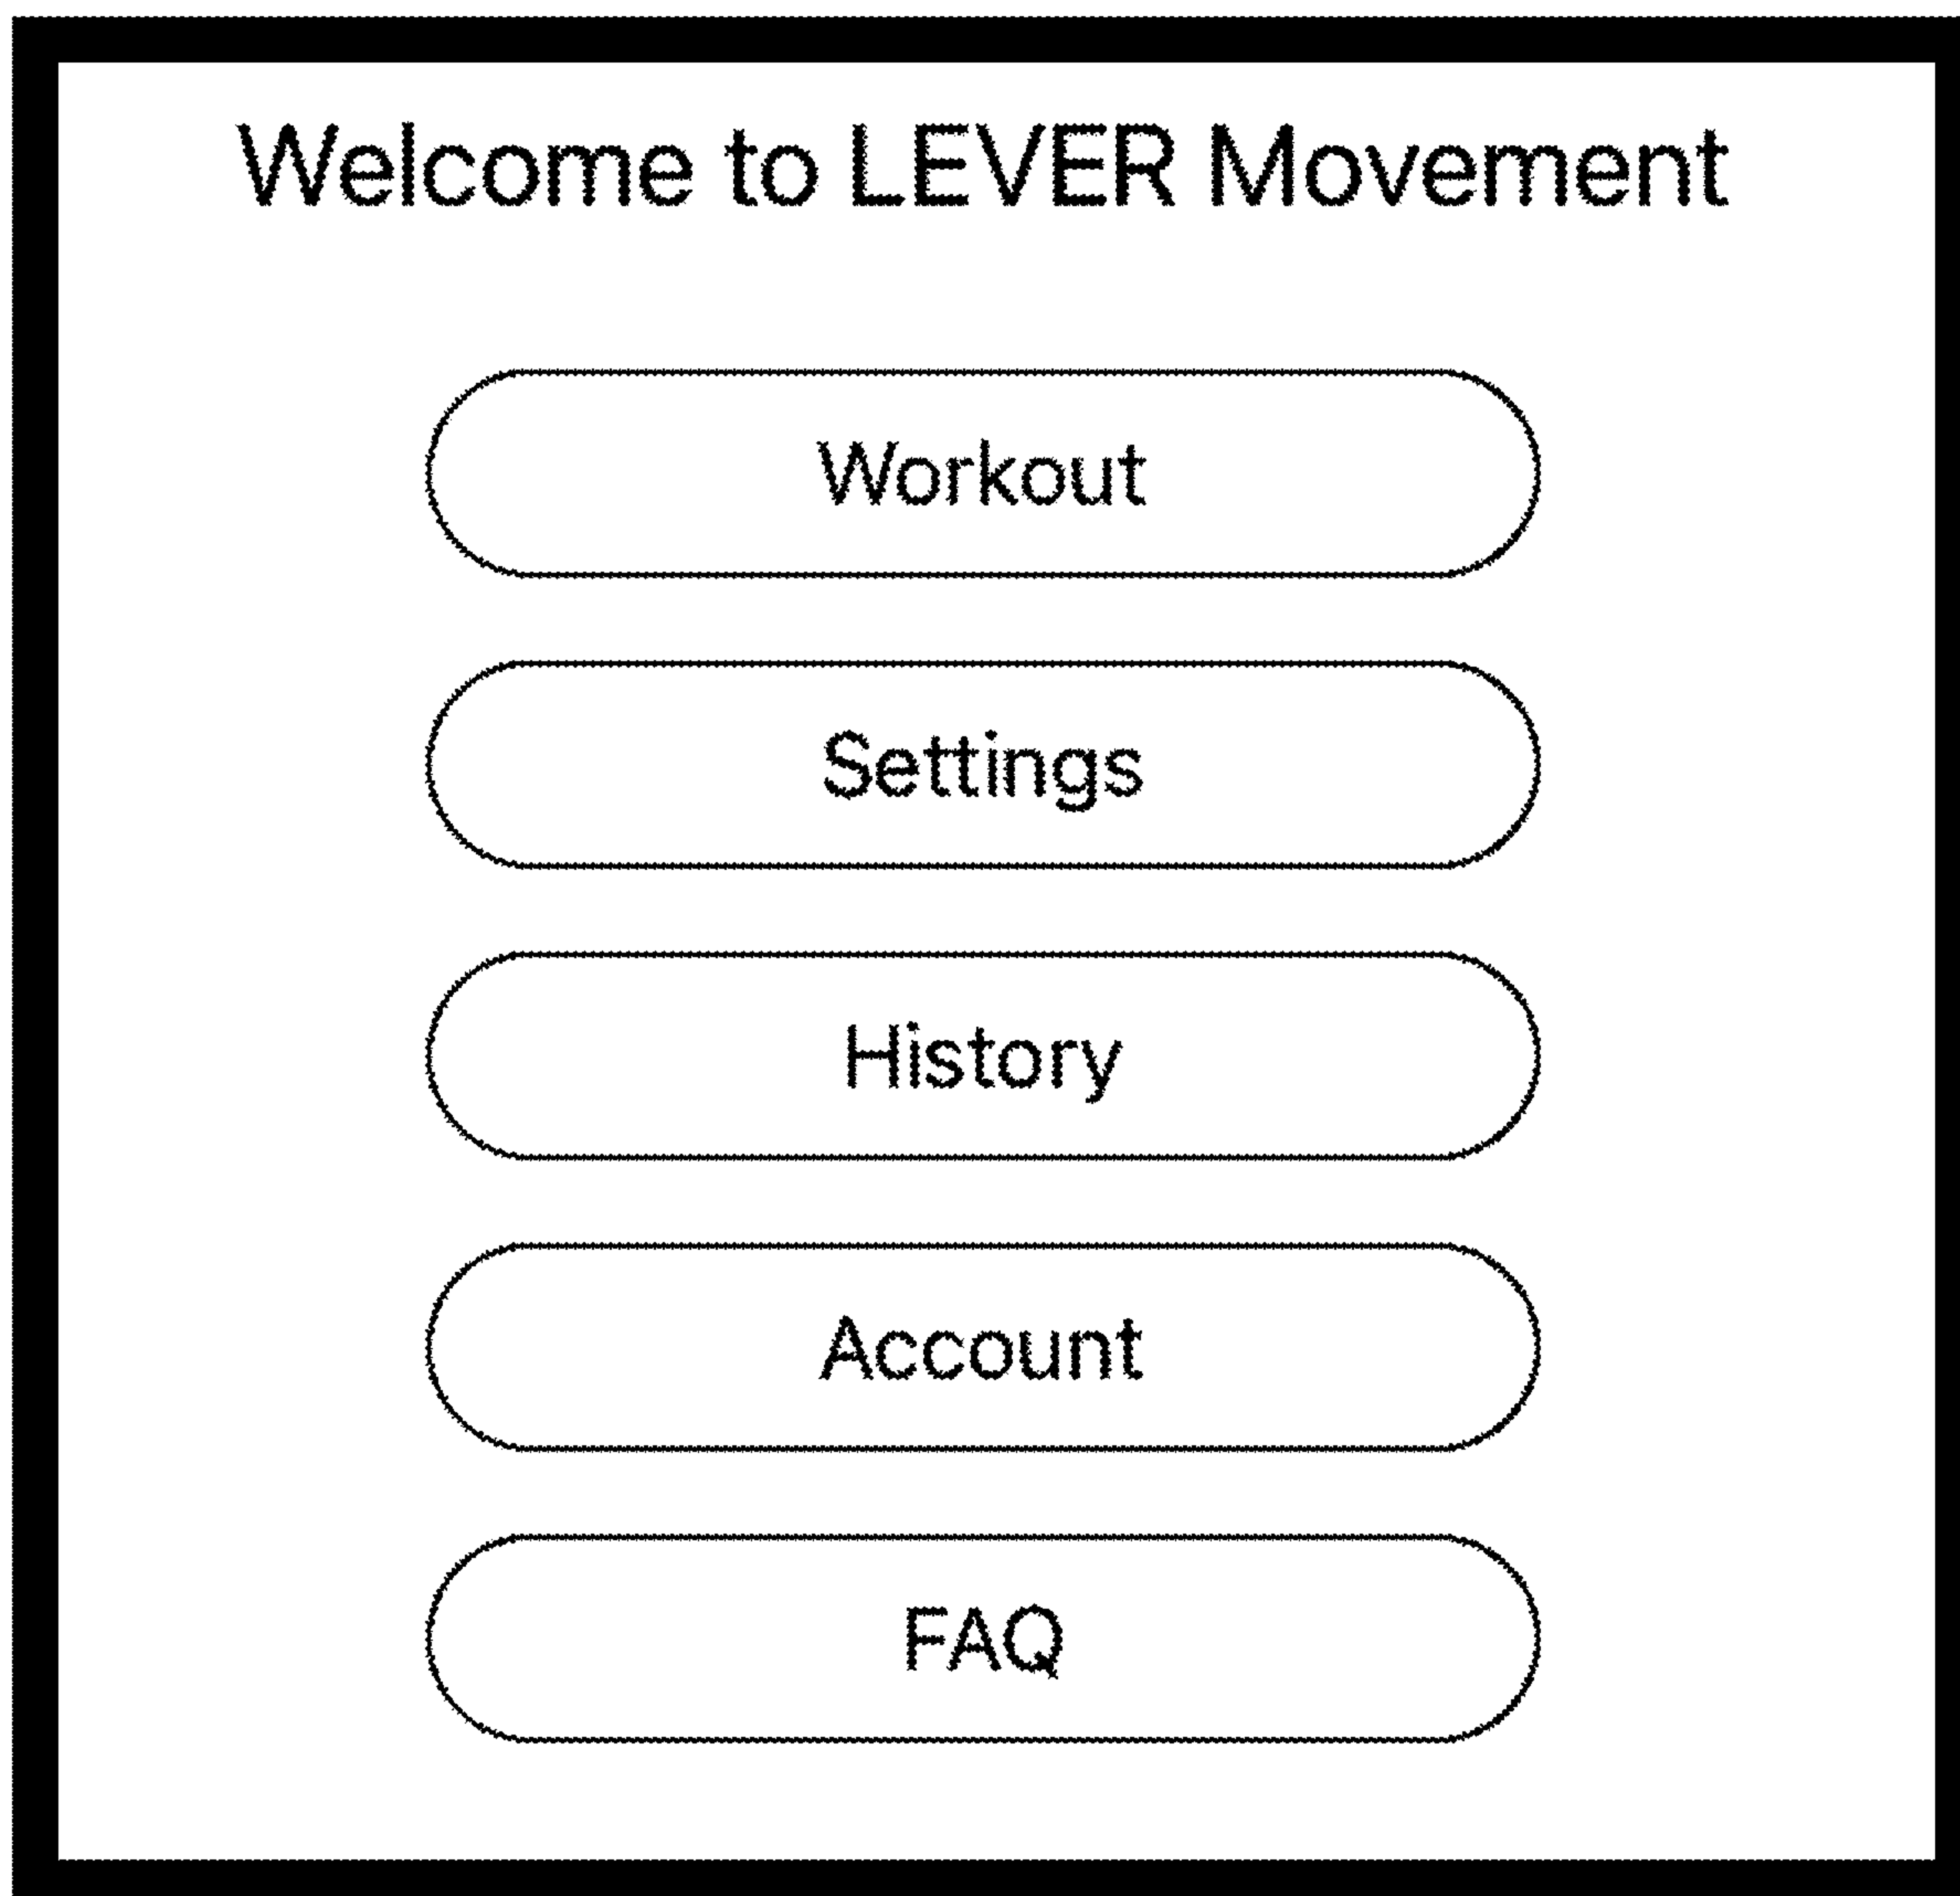 Welcome to LEVER Movement
Workout
Settings
History
Account
FAQ